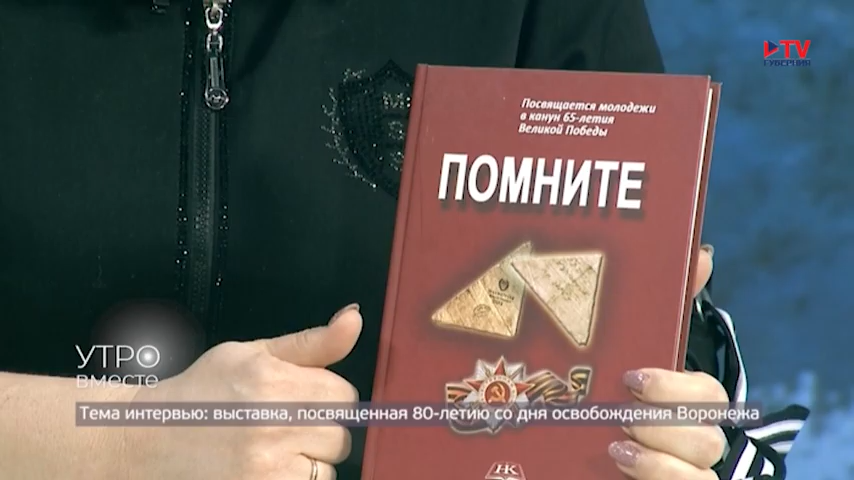 TV
ГУБЕРНИЯ
Посвящается молодежи
в канун 65-летия
Великой Победы
ПОМНИТЕ
НК
УТРО
вместе
Тема интервью: выставка, посвященная 80-летию со дня освобождения Воронежа